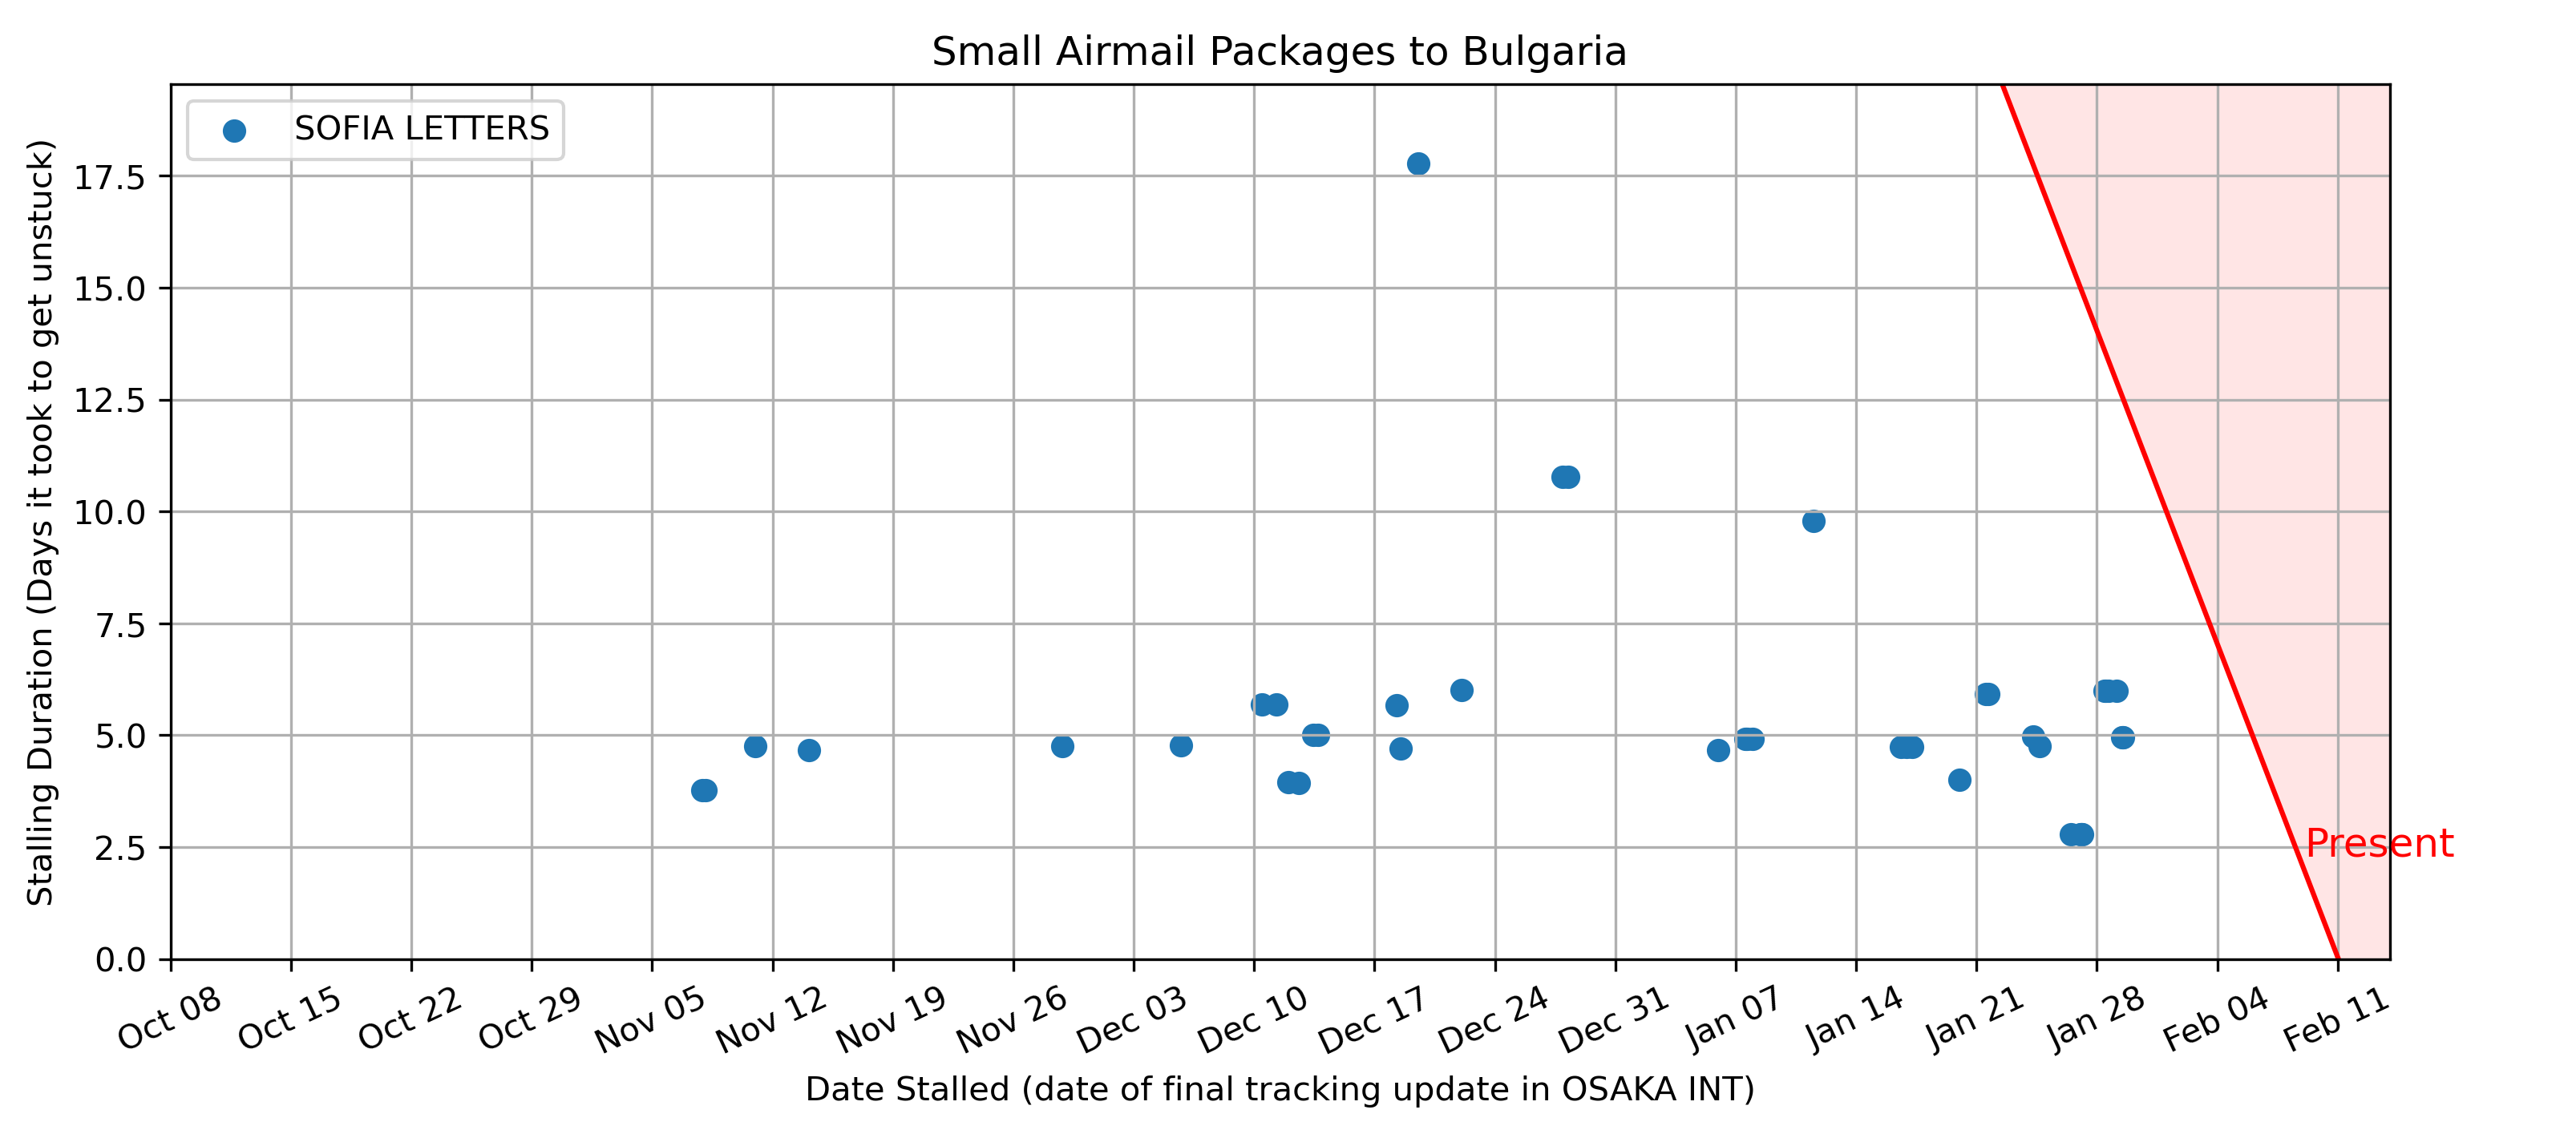 Small Airmail Packages to Bulgaria
SOFIA LETTERS
Stalling Duration (Days it took to get unstuck)
17.5
15.0
12.5
10.0
7.5
5.0
2.5
0.0
Present
Oct 08 Oct 15 Oct 22 Oct 29 Nov 05 Nov 12 Nov 19 Nov 26 Dec 03 Dec 10 Dec 17 Dec 24 Dec 31 Jan 07 Jan 14 Jan 21 Jan 28 Feb 04 Feb 11
Date Stalled (date of final tracking update in OSAKA INT)